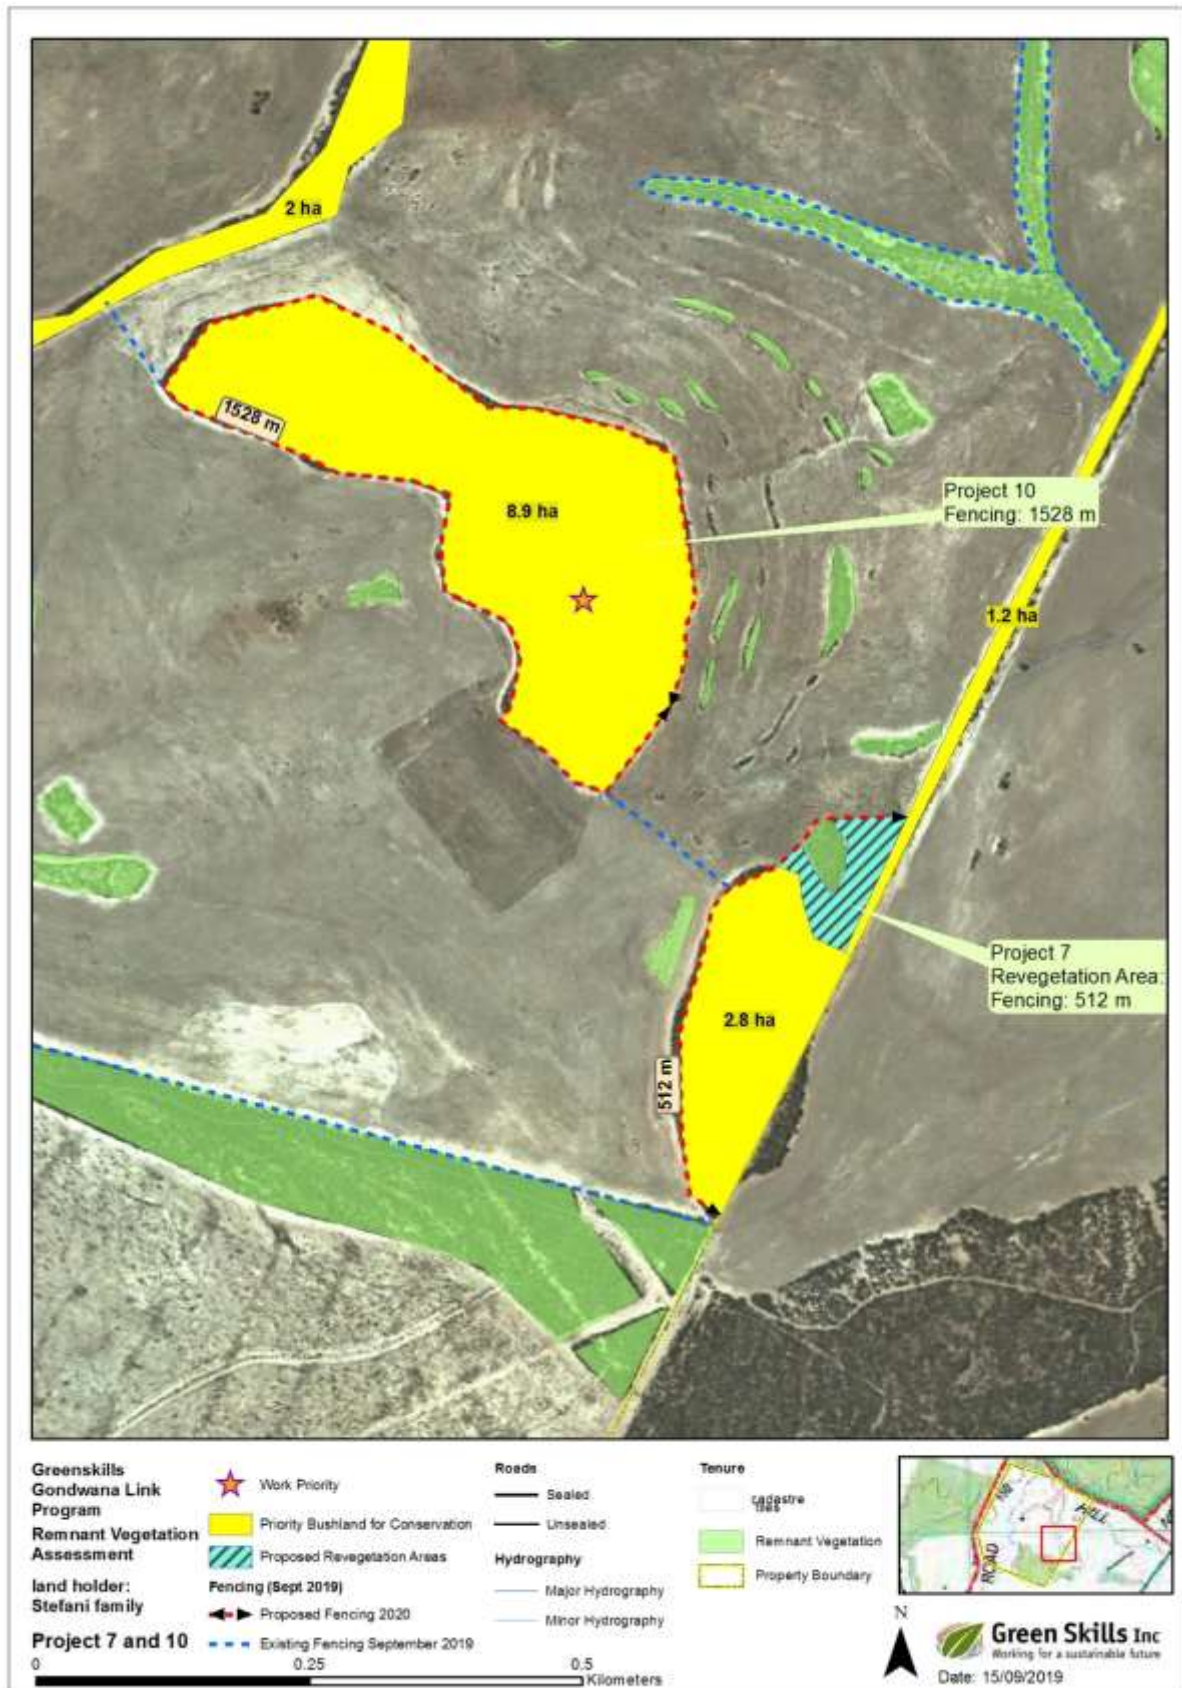 2 ha
1528 m
8.9 ha
Project 10
Fencing: 1528 m
1.2 ha
Project 7
Revegetation Area:
Fencing: 512 m
2.8 ha
512 m
Greenskills
Gondwana Link
Program
Remnant Vegetation
Assessment
land holder:
Stefani family
Project 7 and 10
Work Priority
Priority Bushland for Conservation
Proposed Revegetation Areas
Fencing (Sept 2019)
Proposed Fencing 2020
Existing Fencing September 2019
0
0.25
0.5
Kilometers
Roads
Sealed
Unsealed
Hydrography
Major Hydrography
Minor Hydrography
Tenure
cadastre
Remnant Vegetation
Property Boundary
HILL
ROAD
N
Green Skills Inc
Working for a sustainable future
Date: 15/09/2019